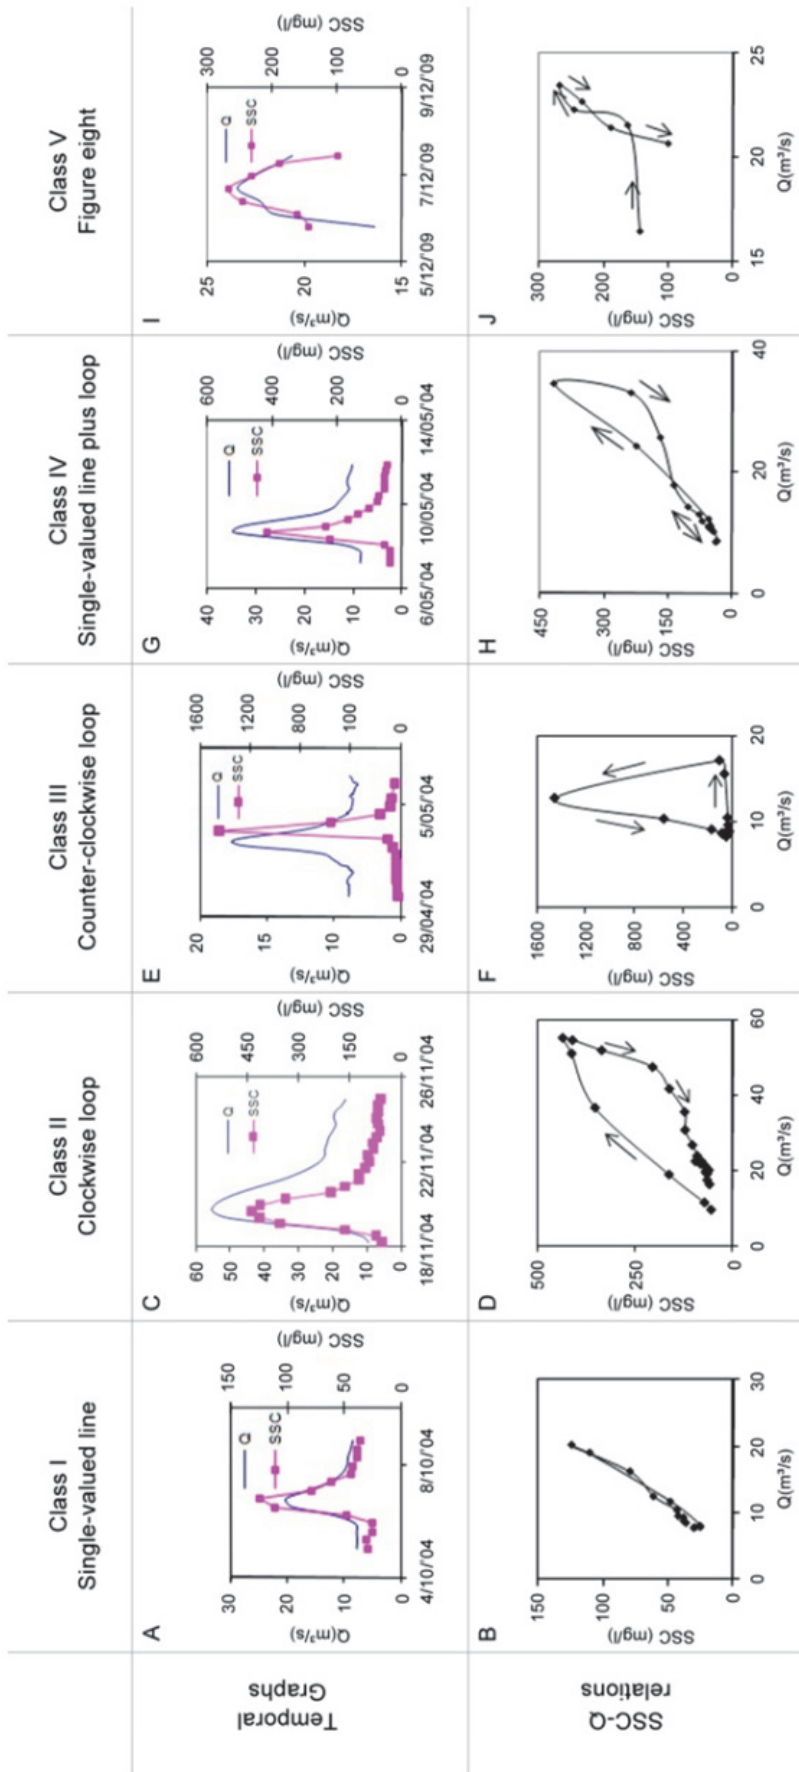 Class I
Single-valued line
Class II
Clockwise loop
Class III
Counter-clockwise loop
Class IV
Single-valued line plus loop
Class V
Figure eight
Temporal
Graphs
A
Q(m³/s)
30
20
10
0
Q
SSC
150
100
50
0
SSC (mg/l)
4/10/'04 8/10/'04
C
Q(m³/s)
60
50
40
30
20
10
0
Q
SSC
600
450
300
150
0
SSC (mg/l)
18/11/'04 22/11/'04 26/11/'04
E
Q(m³/s)
20
15
10
0
Q
SSC
1600
1200
800
100
0
SSC (mg/l)
29/04/'04 5/05/'04
G
Q(m³/s)
40
30
20
10
0
Q
SSC
600
400
200
0
SSC (mg/l)
6/05/'04 10/05/'04 14/05/'04
I
Q(m³/s)
25
20
15
Q
SSC
300
200
100
0
SSC (mg/l)
5/12/'09 7/12/'09 9/12/'09
SSC-Q
relations
B
SSC (mg/l)
150
100
50
0
0 10 20 30
Q(m³/s)
D
SSC (mg/l)
500
250
0
0 20 40 60
Q(m³/s)
F
SSC (mg/l)
1600
1200
800
400
0
0 10 20
Q(m³/s)
H
SSC (mg/l)
450
300
150
0
0 20 40
Q(m³/s)
J
SSC (mg/l)
300
200
100
0
15 20 25
Q(m³/s)